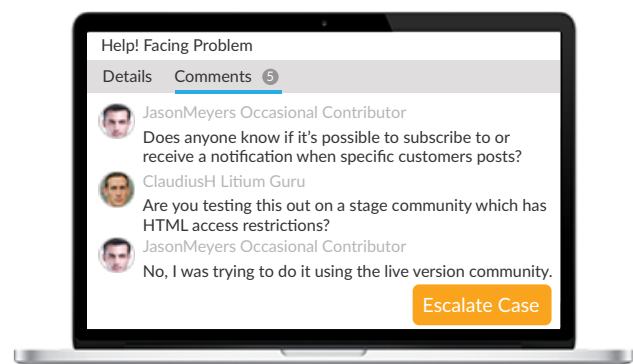 Help! Facing Problem
Details Comments 5
JasonMeyers Occasional Contributor
Does anyone know if it’s possible to subscribe to or
receive a notification when specific customers posts?
ClaudiusH Litium Guru
Are you testing this out on a stage community which has
HTML access restrictions?
JasonMeyers Occasional Contributor
No, I was trying to do it using the live version community.
Escalate Case